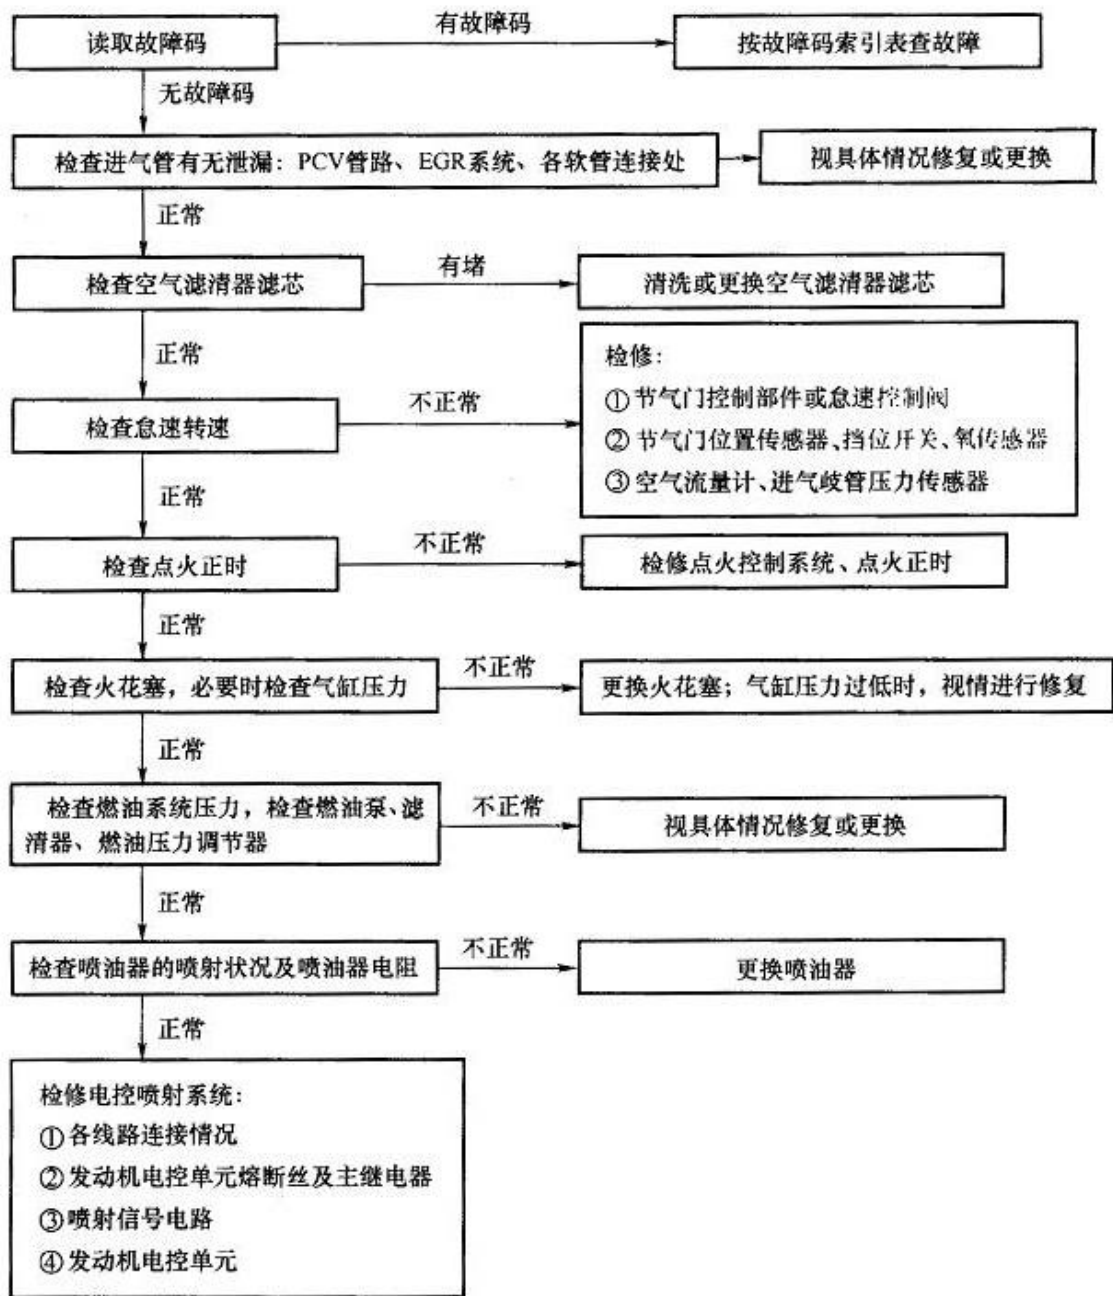 读取故障码
有故障码
按故障码索引表查故障
无故障码
检查进气管有无泄漏：PCV管路、EGR系统、各软管连接处
视具体情况修复或更换
正常
检查空气滤清器滤芯
有堵
清洗或更换空气滤清器滤芯
正常
检查怠速转速
不正常
检修：
①节气门控制部件或怠速控制阀
②节气门位置传感器、挡位开关、氧传感器
③空气流量计、进气歧管压力传感器
正常
检查点火正时
不正常
检修点火控制系统、点火正时
正常
检查火花塞，必要时检查气缸压力
不正常
更换火花塞；气缸压力过低时，视情进行修复
正常
检查燃油系统压力，检查燃油泵、滤
清器、燃油压力调节器
不正常
视具体情况修复或更换
正常
检查喷油器的喷射状况及喷油器电阻
不正常
更换喷油器
正常
检修电控喷射系统：
①各线路连接情况
②发动机电控单元熔断丝及主继电器
③喷射信号电路
④发动机电控单元